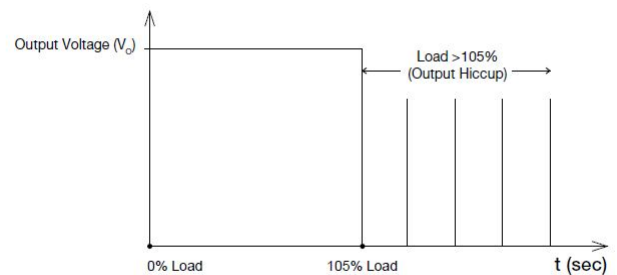 Output Voltage (Vo)
Load >105%
(Output Hiccup)
0% Load
105% Load
t (sec)